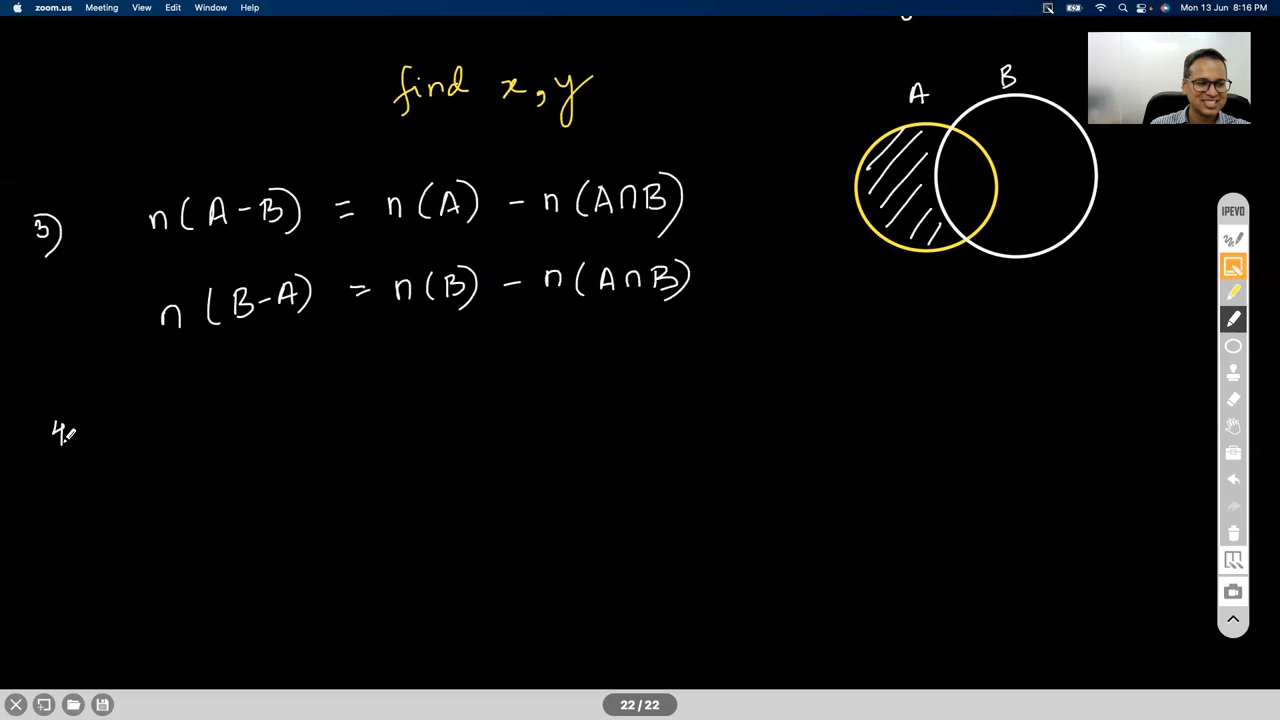 zoom.us Meeting View Edit Window Help Mon 13 Jun 8:16 PM
find x, y
A B
IPEVO
3) n(A-B) = n(A) - n(A∩B)
n(B-A) = n(B) - n(A∩B)
4
22/22